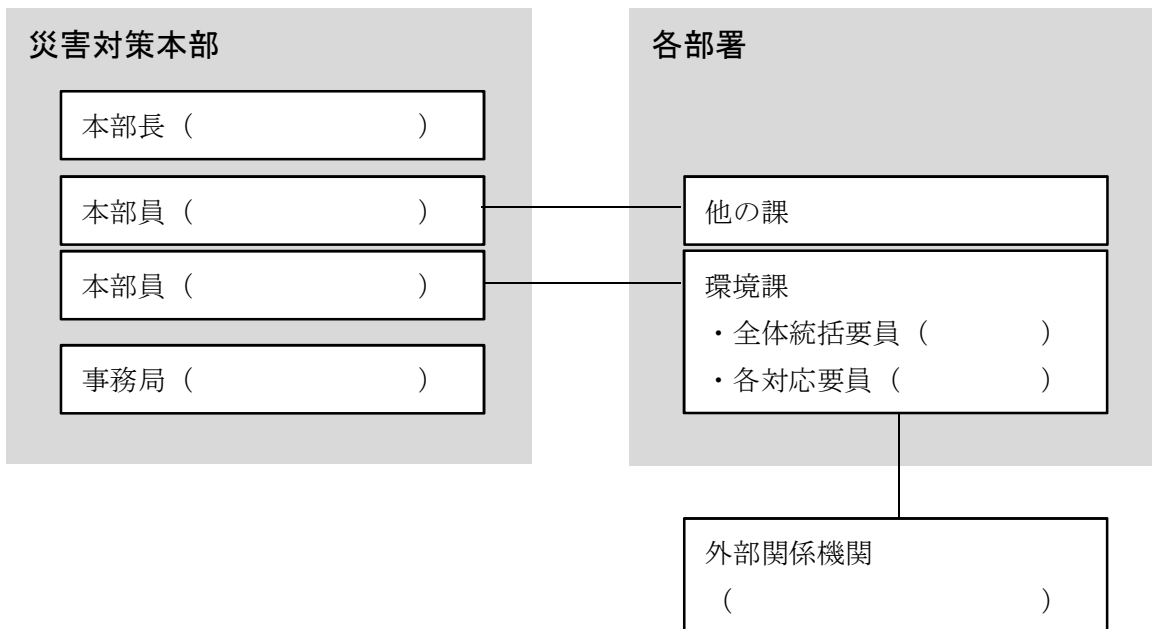 災害対策本部
本部長（　　　　　　　　）
本部員（　　　　　　　　）
本部員（　　　　　　　　）
事務局（　　　　　　　　）
各部署
他の課
環境課
・全体統括要員（　　　　）
・各対応要員（　　　　　）
外部関係機関
（　　　　　　　　　　　）